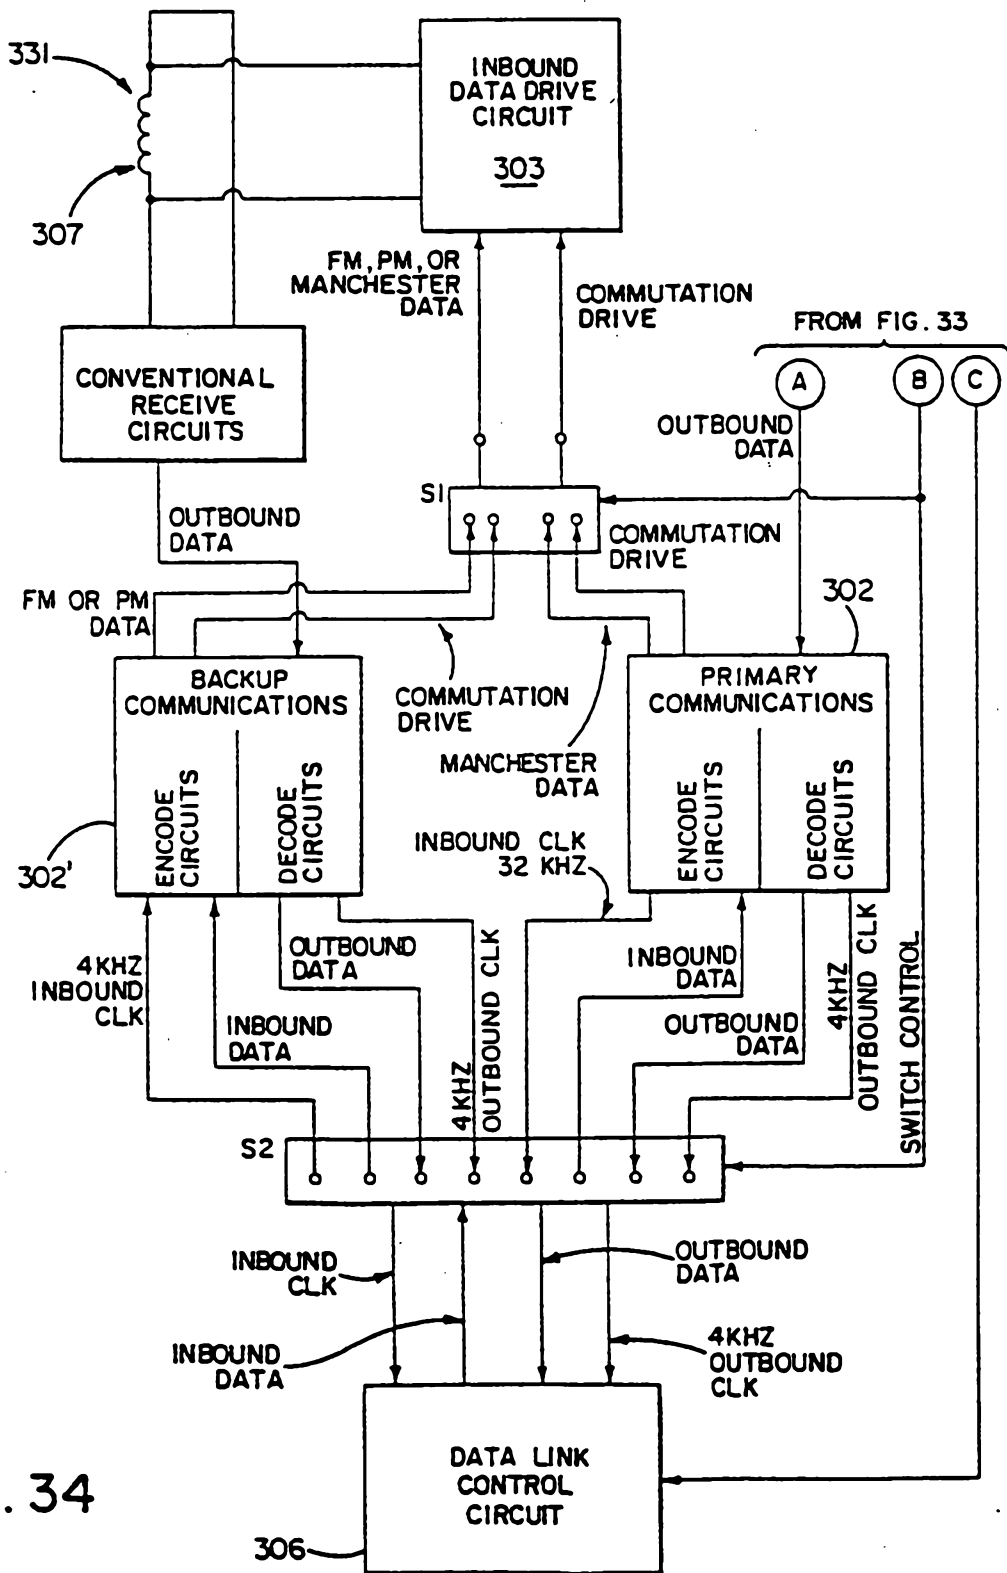 331
INBOUND
DATA DRIVE
CIRCUIT
303
307
FM, PM, OR
MANCHESTER
DATA
COMMUTATION
DRIVE
FROM FIG. 33
A
B
C
CONVENTIONAL
RECEIVE
CIRCUITS
OUTBOUND
DATA
S1
OUTBOUND
DATA
COMMUTATION
DRIVE
FM OR PM
DATA
302
BACKUP
COMMUNICATIONS
COMMUTATION
DRIVE
PRIMARY
COMMUNICATIONS
MANCHESTER
DATA
ENCODE
CIRCUITS
DECODE
CIRCUITS
302'
INBOUND CLK
32 KHZ
ENCODE
CIRCUITS
DECODE
CIRCUITS
4KHZ
INBOUND
CLK
INBOUND
DATA
OUTBOUND
DATA
4KHZ
OUTBOUND CLK
INBOUND
DATA
OUTBOUND
DATA
4KHZ
OUTBOUND CLK
SWITCH CONTROL
S2
INBOUND
CLK
OUTBOUND
DATA
INBOUND
DATA
4KHZ
OUTBOUND
CLK
DATA LINK
CONTROL
CIRCUIT
. 34
306